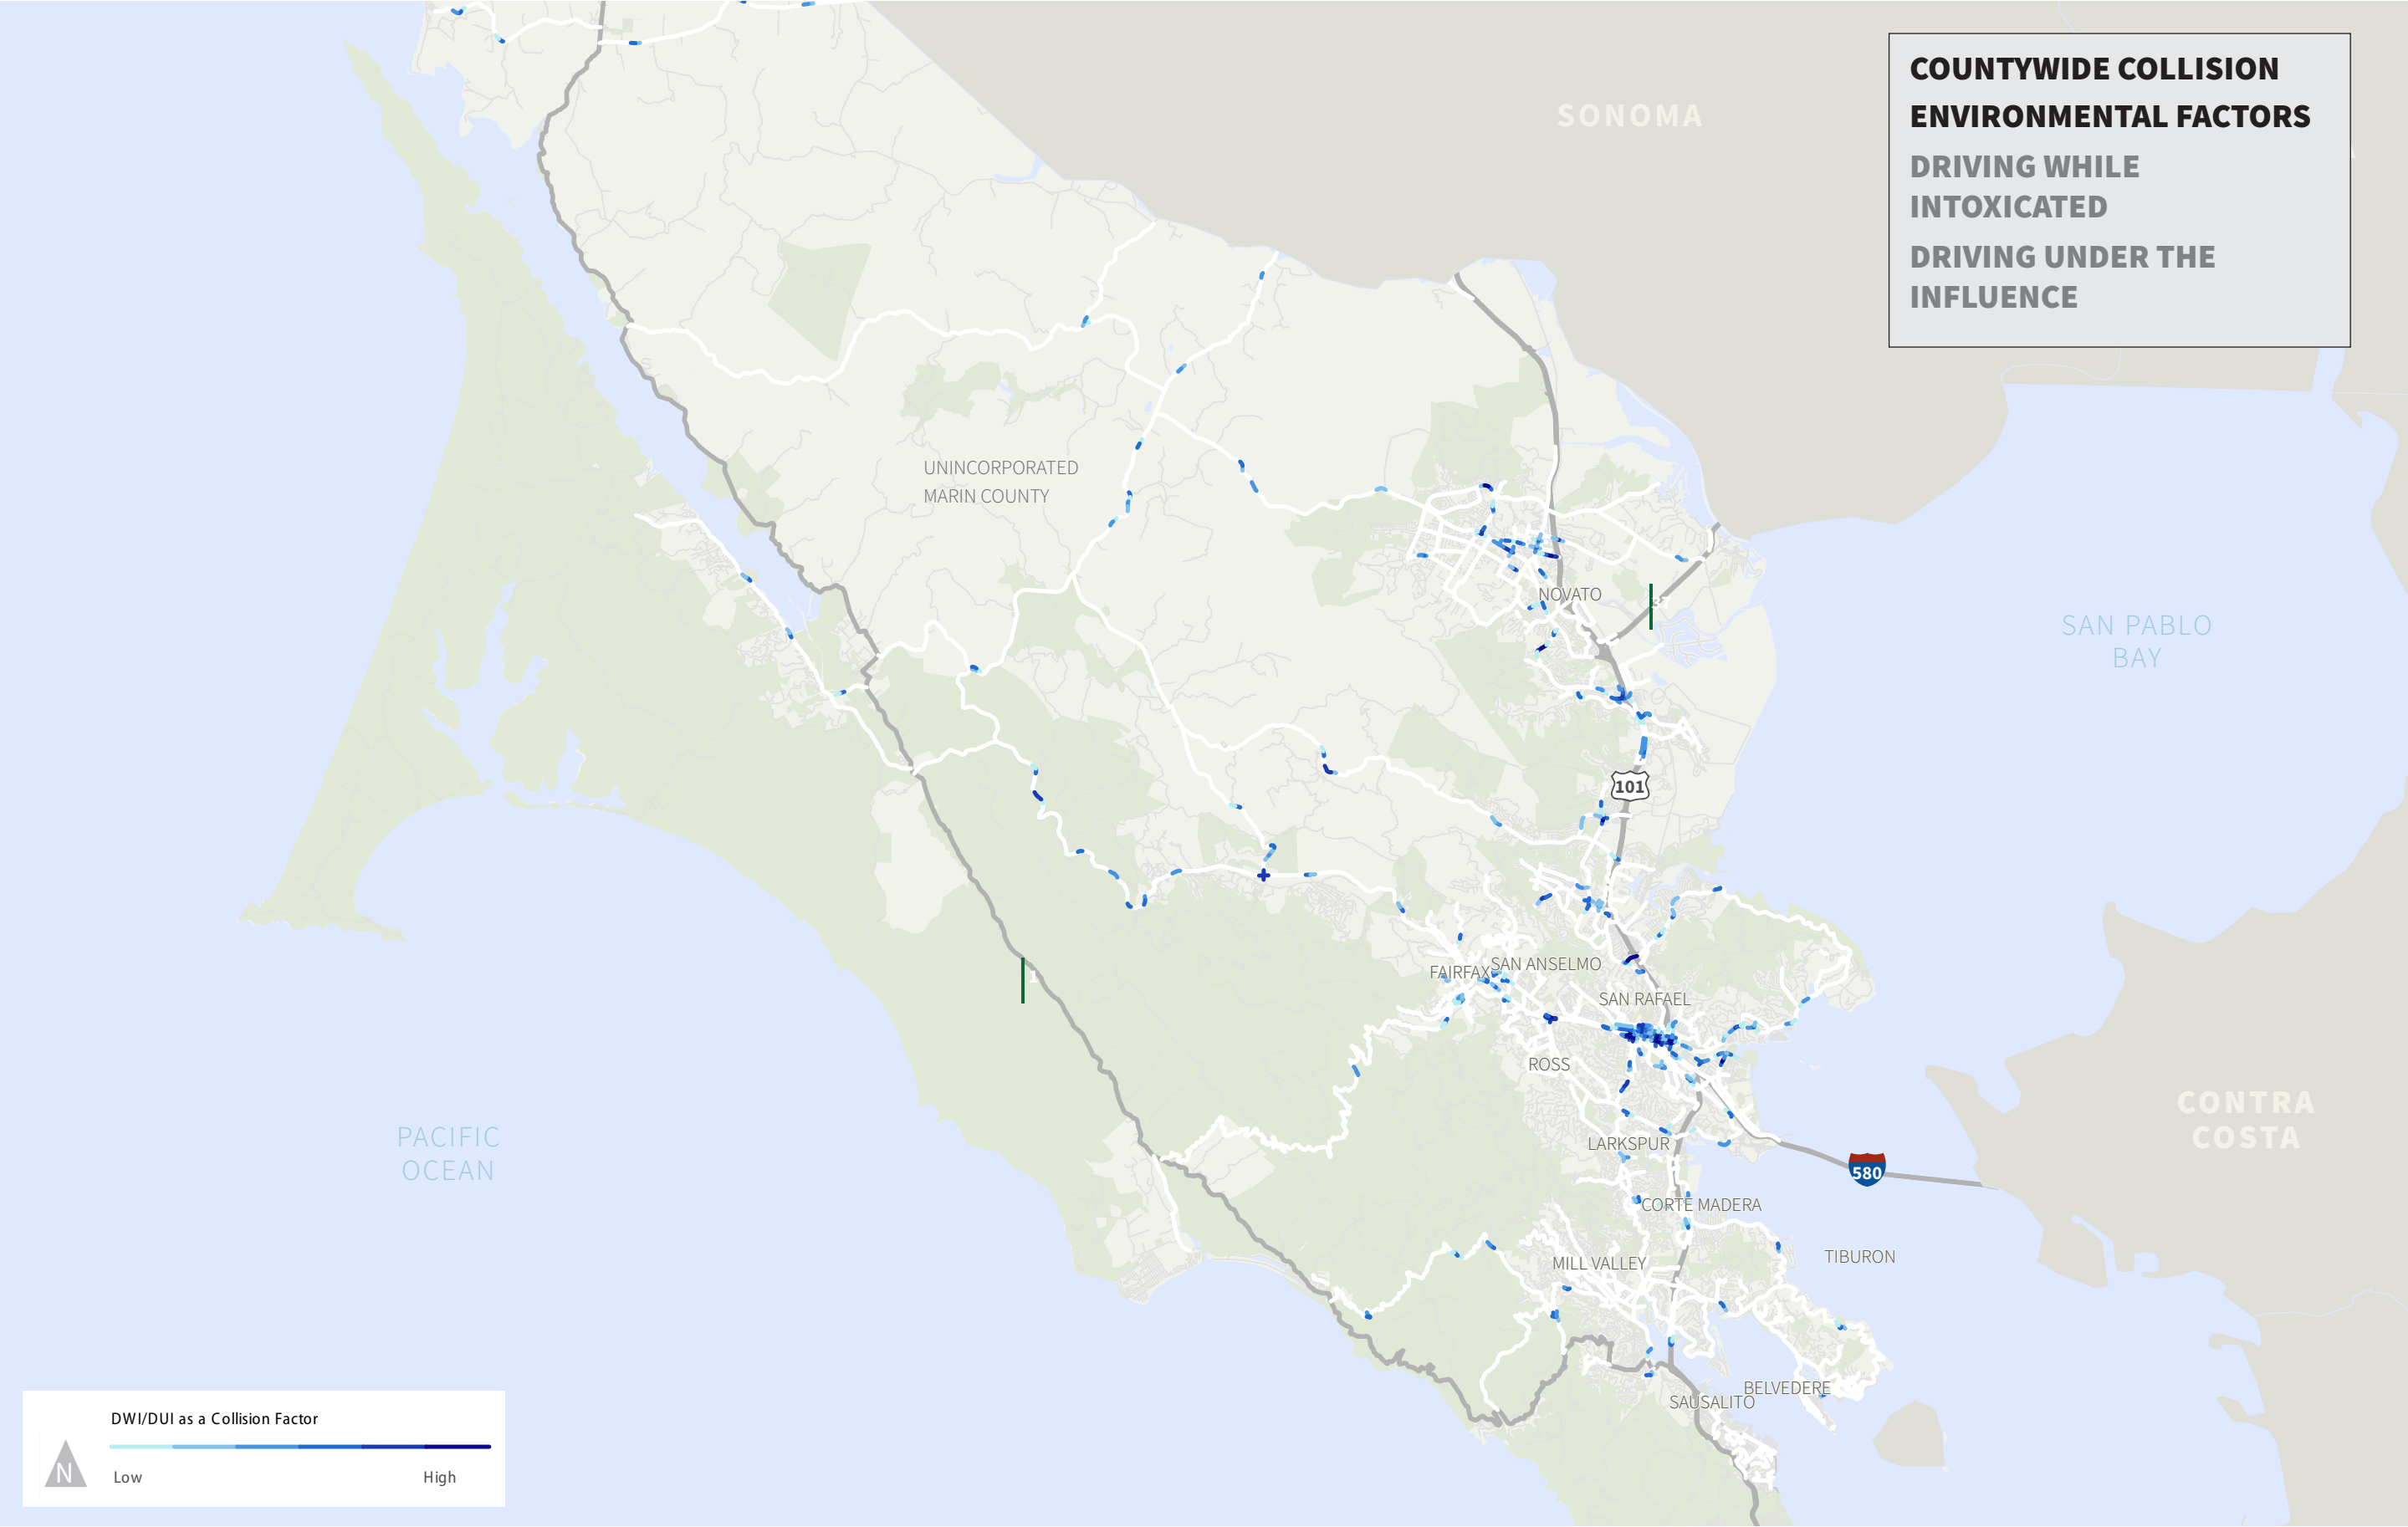 COUNTYWIDE COLLISION
ENVIRONMENTAL FACTORS
DRIVING WHILE
INTOXICATED
DRIVING UNDER THE
INFLUENCE
SONOMA
UNINCORPORATED
MARIN COUNTY
NOVATO
37
SAN PABLO
BAY
101
FAIRFAX
SAN ANSELMO
1
SAN RAFAEL
ROSS
CONTRA
COSTA
PACIFIC
OCEAN
LARKSPUR
580
CORTE MADERA
TIBURON
MILL VALLEY
BELVEDERE
SAUSALITO
DWI/DUI as a Collision Factor
N
Low High